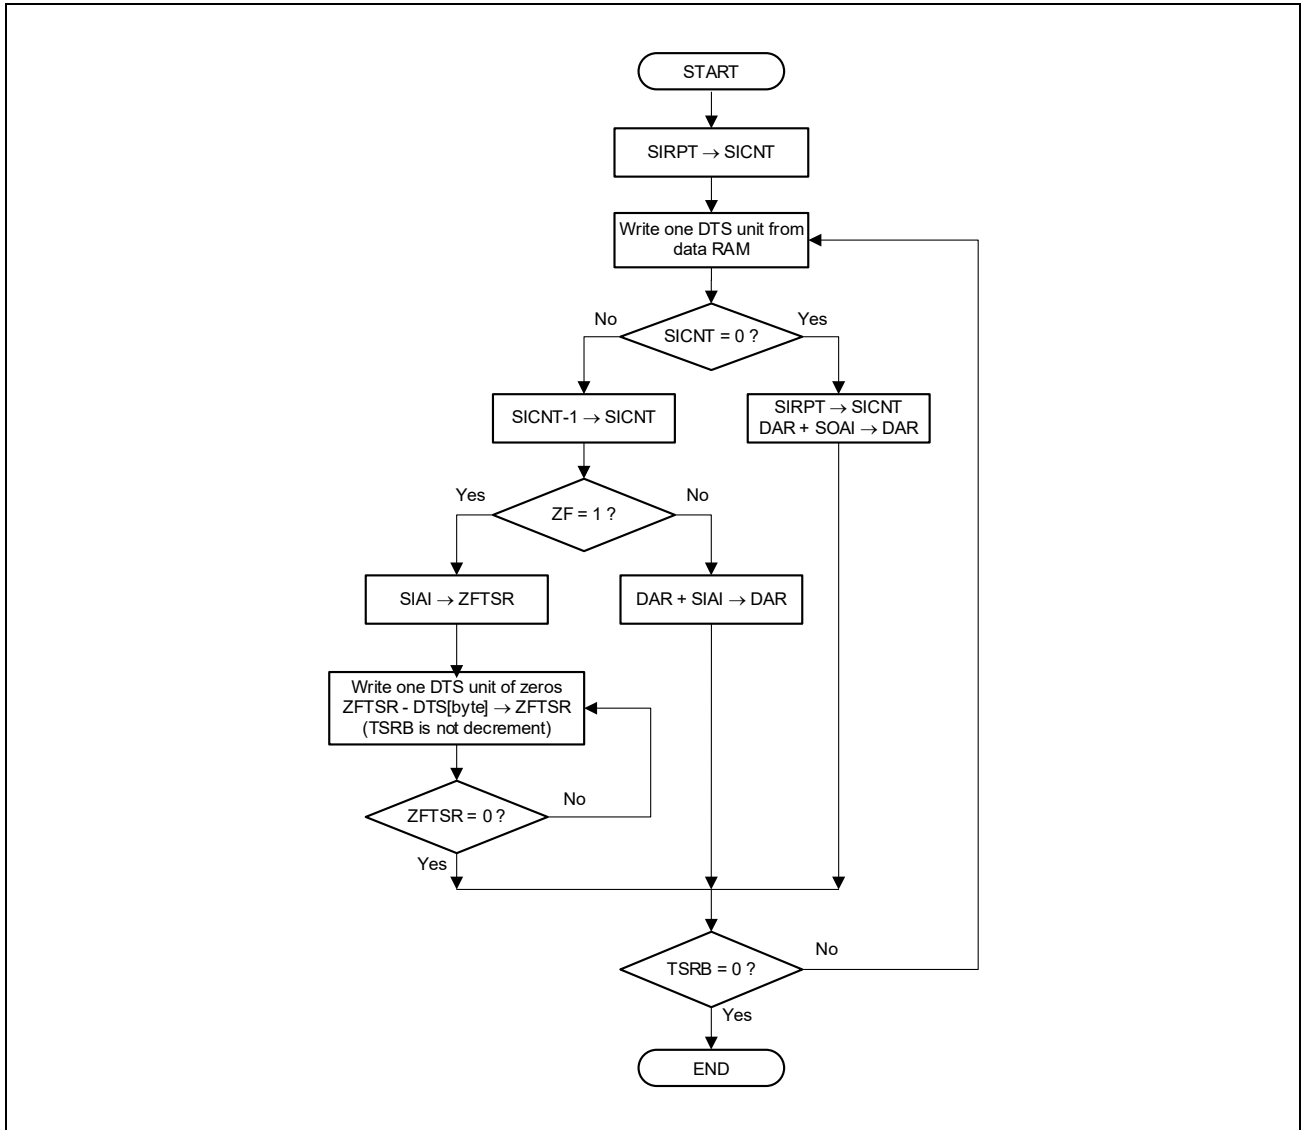 START
SIRPT → SICNT
Write one DTS unit from
data RAM
No
Yes
SICNT = 0 ?
SICNT-1 → SICNT
SIRPT → SICNT
DAR + SOAI → DAR
Yes
No
ZF = 1 ?
SIAI → ZFTSR
DAR + SIAI → DAR
Write one DTS unit of zeros
ZFTSR - DTS[byte] → ZFTSR
(TSRB is not decrement)
No
ZFTSR = 0 ?
Yes
No
TSRB = 0 ?
Yes
END